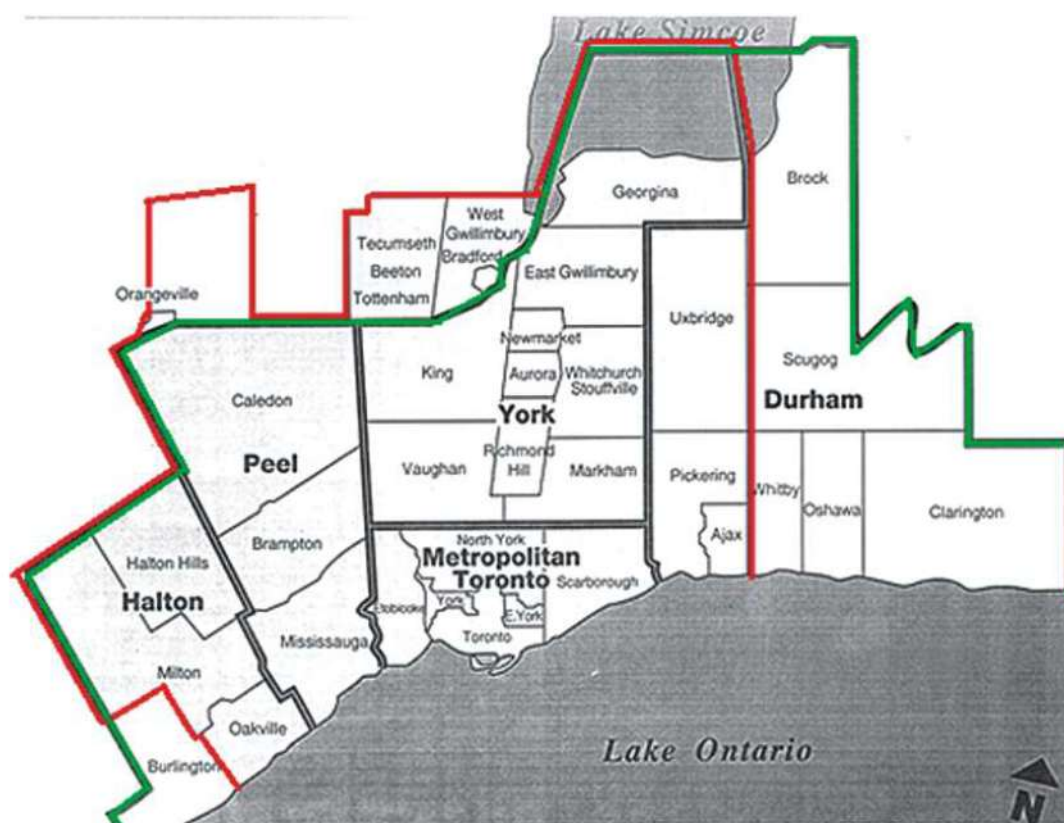 Lake Simcoe
Brock
Georgina
West
Gwillimbury
Bradford
Tecumseth
Beeton
Tottenham
Orangeville
East Gwillimbury
Uxbridge
Newmarket
Scugog
King
Aurora
Whitchurch
Stouffville
Caledon
Durham
York
Peel
Vaughan
Richmond
Hill
Markham
Pickering
Whitby
Oshawa
Clarington
Ajax
Brampton
North York
Metropolitan
Toronto
Halton Hills
Scarborough
Halton
Etobicoke
York
E.York
Toronto
Mississauga
Milton
Oakville
Burlington
Lake Ontario
N